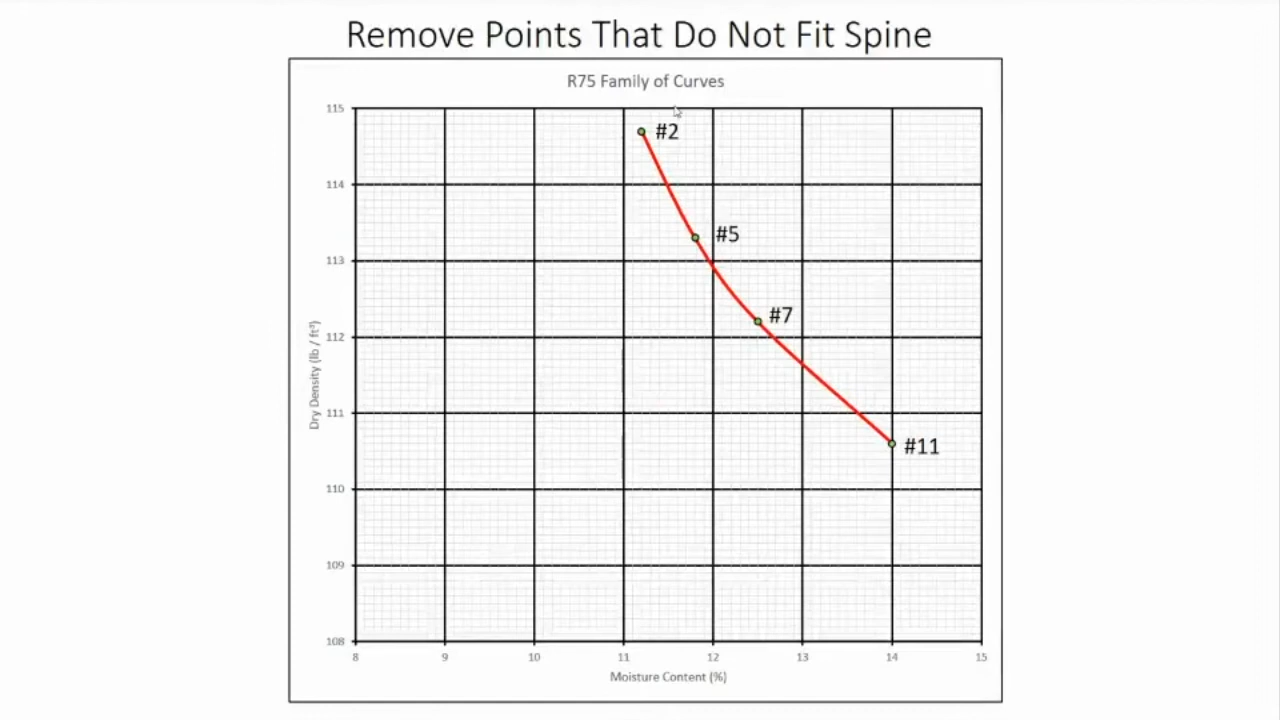 Remove Points That Do Not Fit Spine
R75 Family of Curves
115
114
113
112
111
110
109
108
Dry Density (lb / ft³)
#2
#5
#7
#11
8 9 10 11 12 13 14 15
Moisture Content (%)